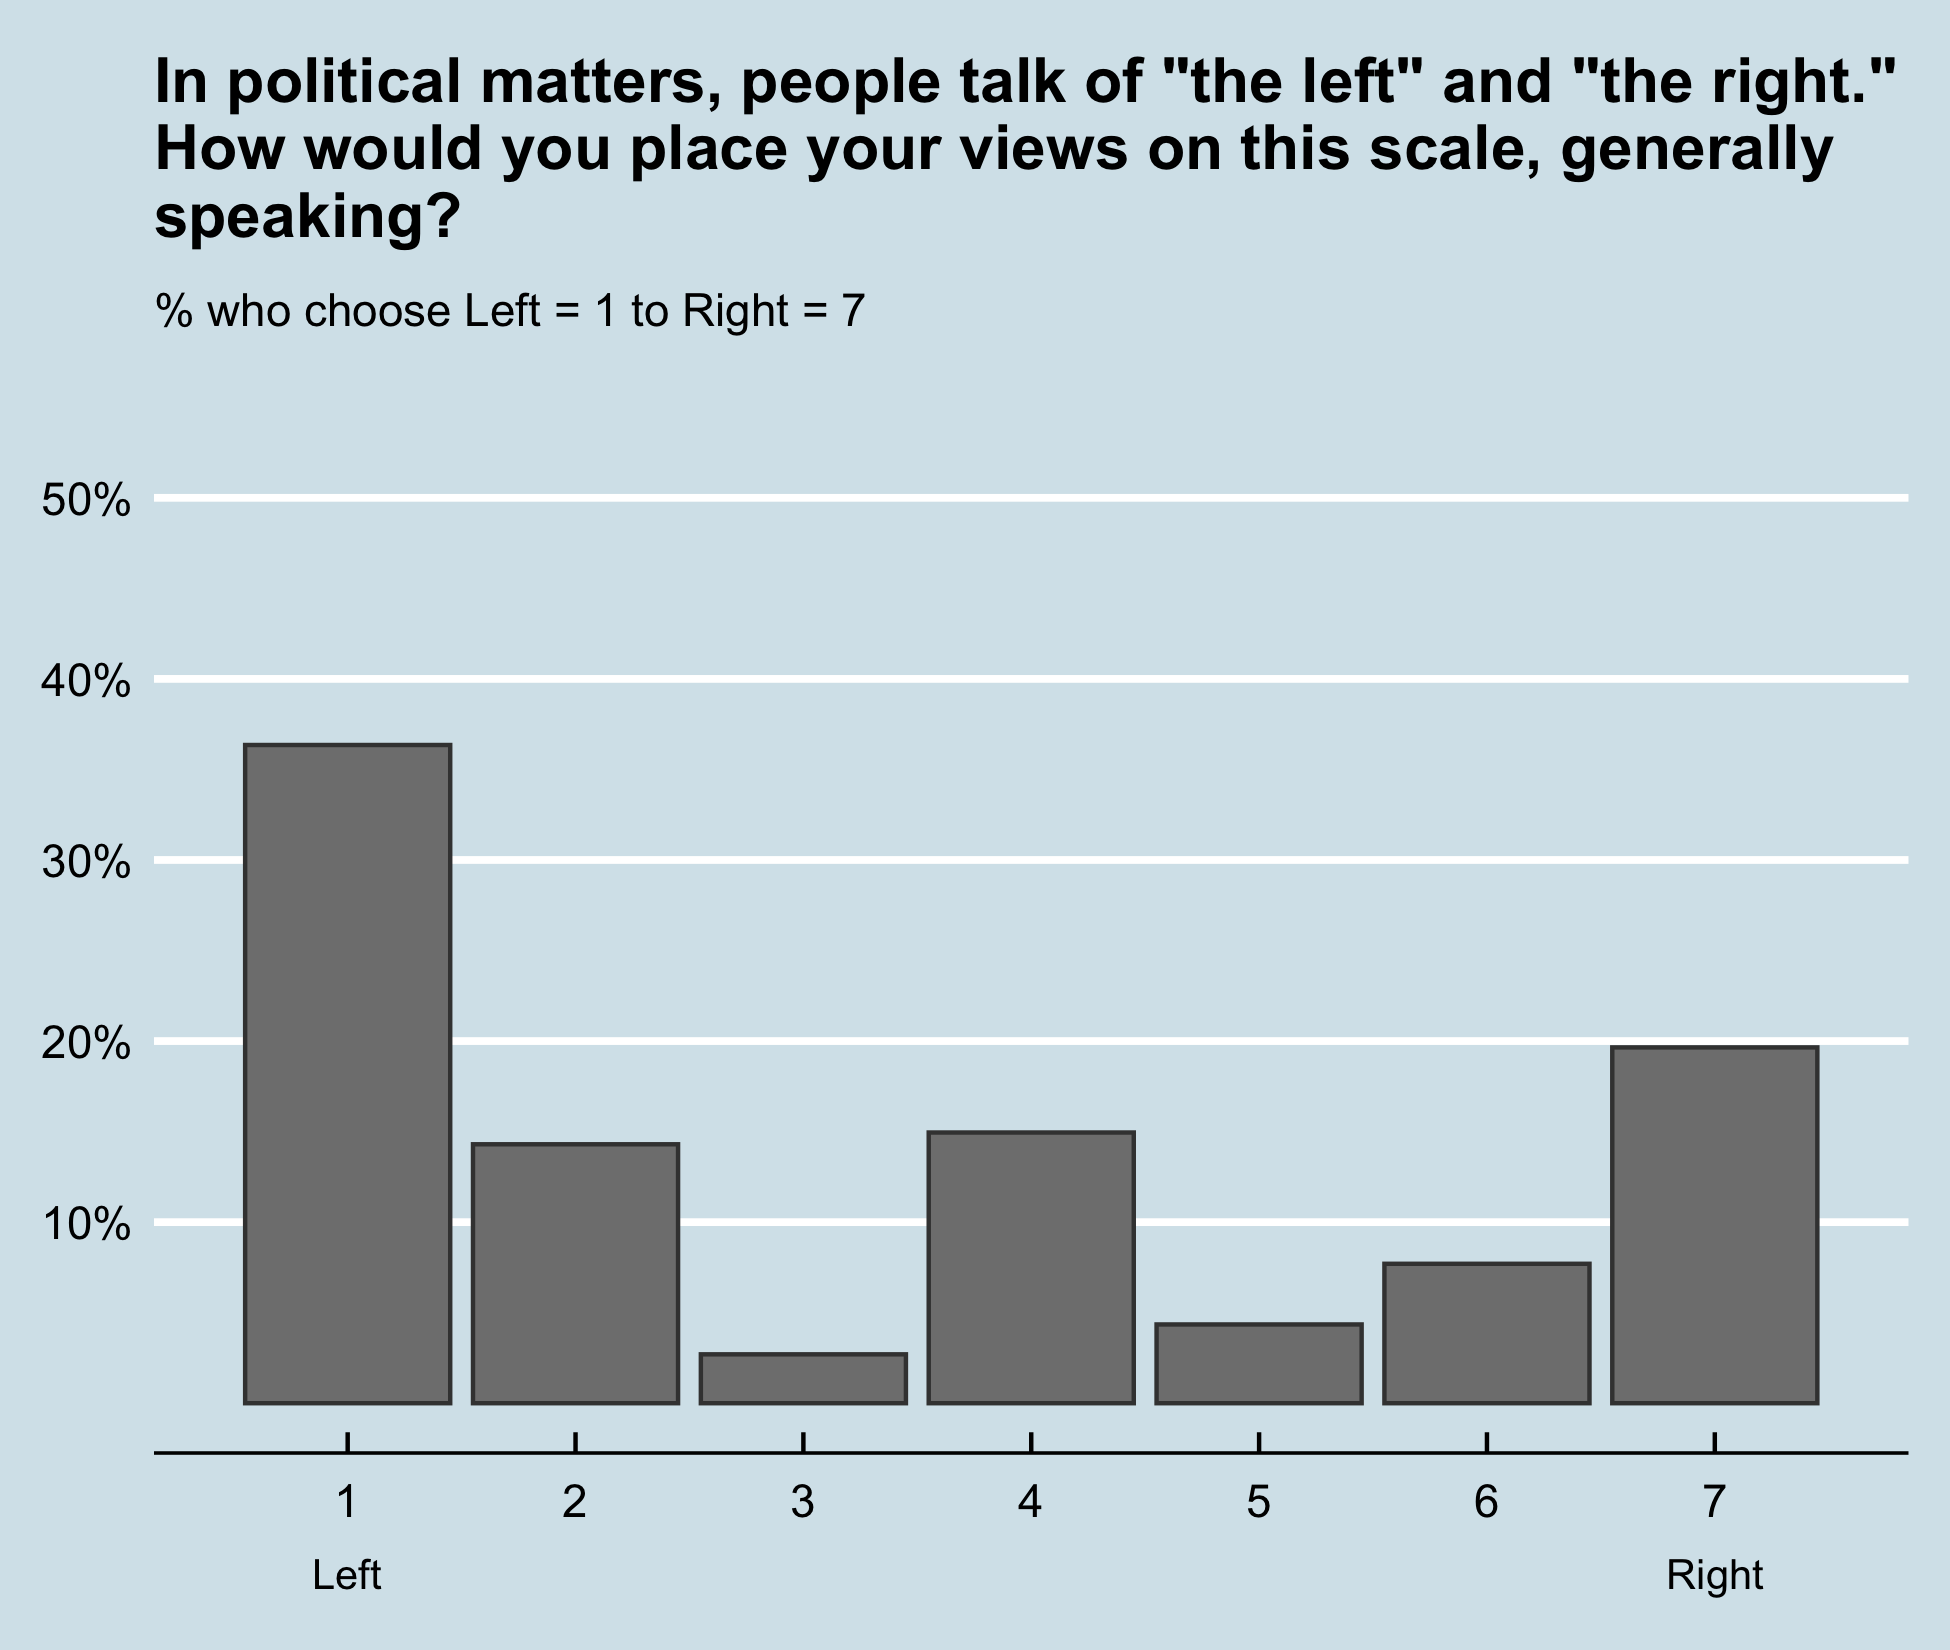 In political matters, people talk of "the left" and "the right."
How would you place your views on this scale, generally
speaking?
% who choose Left = 1 to Right = 7
50%
40%
30%
20%
10%
1 2 3 4 5 6 7
Left Right